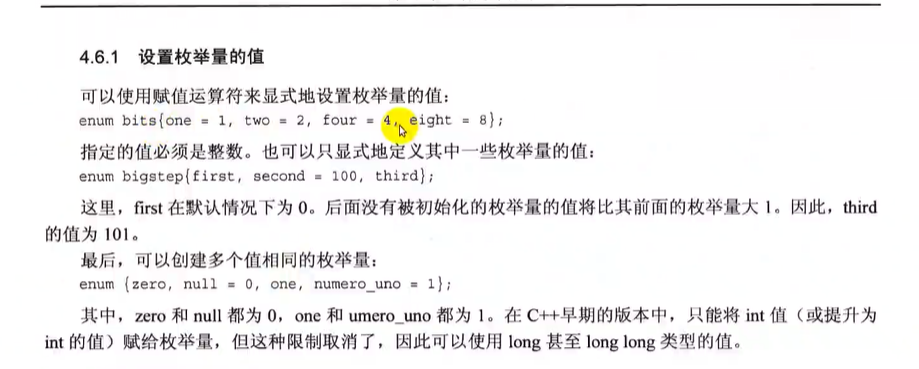 4.6.1 设置枚举量的值
可以使用赋值运算符来显式地设置枚举量的值：
enum bits{one = 1, two = 2, four = 4, eight = 8};
指定的值必须是整数。也可以只显式地定义其中一些枚举量的值：
enum bigstep{first, second = 100, third};
这里，first 在默认情况下为 0。后面没有被初始化的枚举量的值将比其前面的枚举量大 1。因此，third
的值为 101。
最后，可以创建多个值相同的枚举量：
enum {zero, null = 0, one, numero_uno = 1};
其中，zero 和 null 都为 0，one 和 umero_uno 都为 1。在 C++早期的版本中，只能将 int 值（或提升为
int 的值）赋给枚举量，但这种限制取消了，因此可以使用 long 甚至 long long 类型的值。